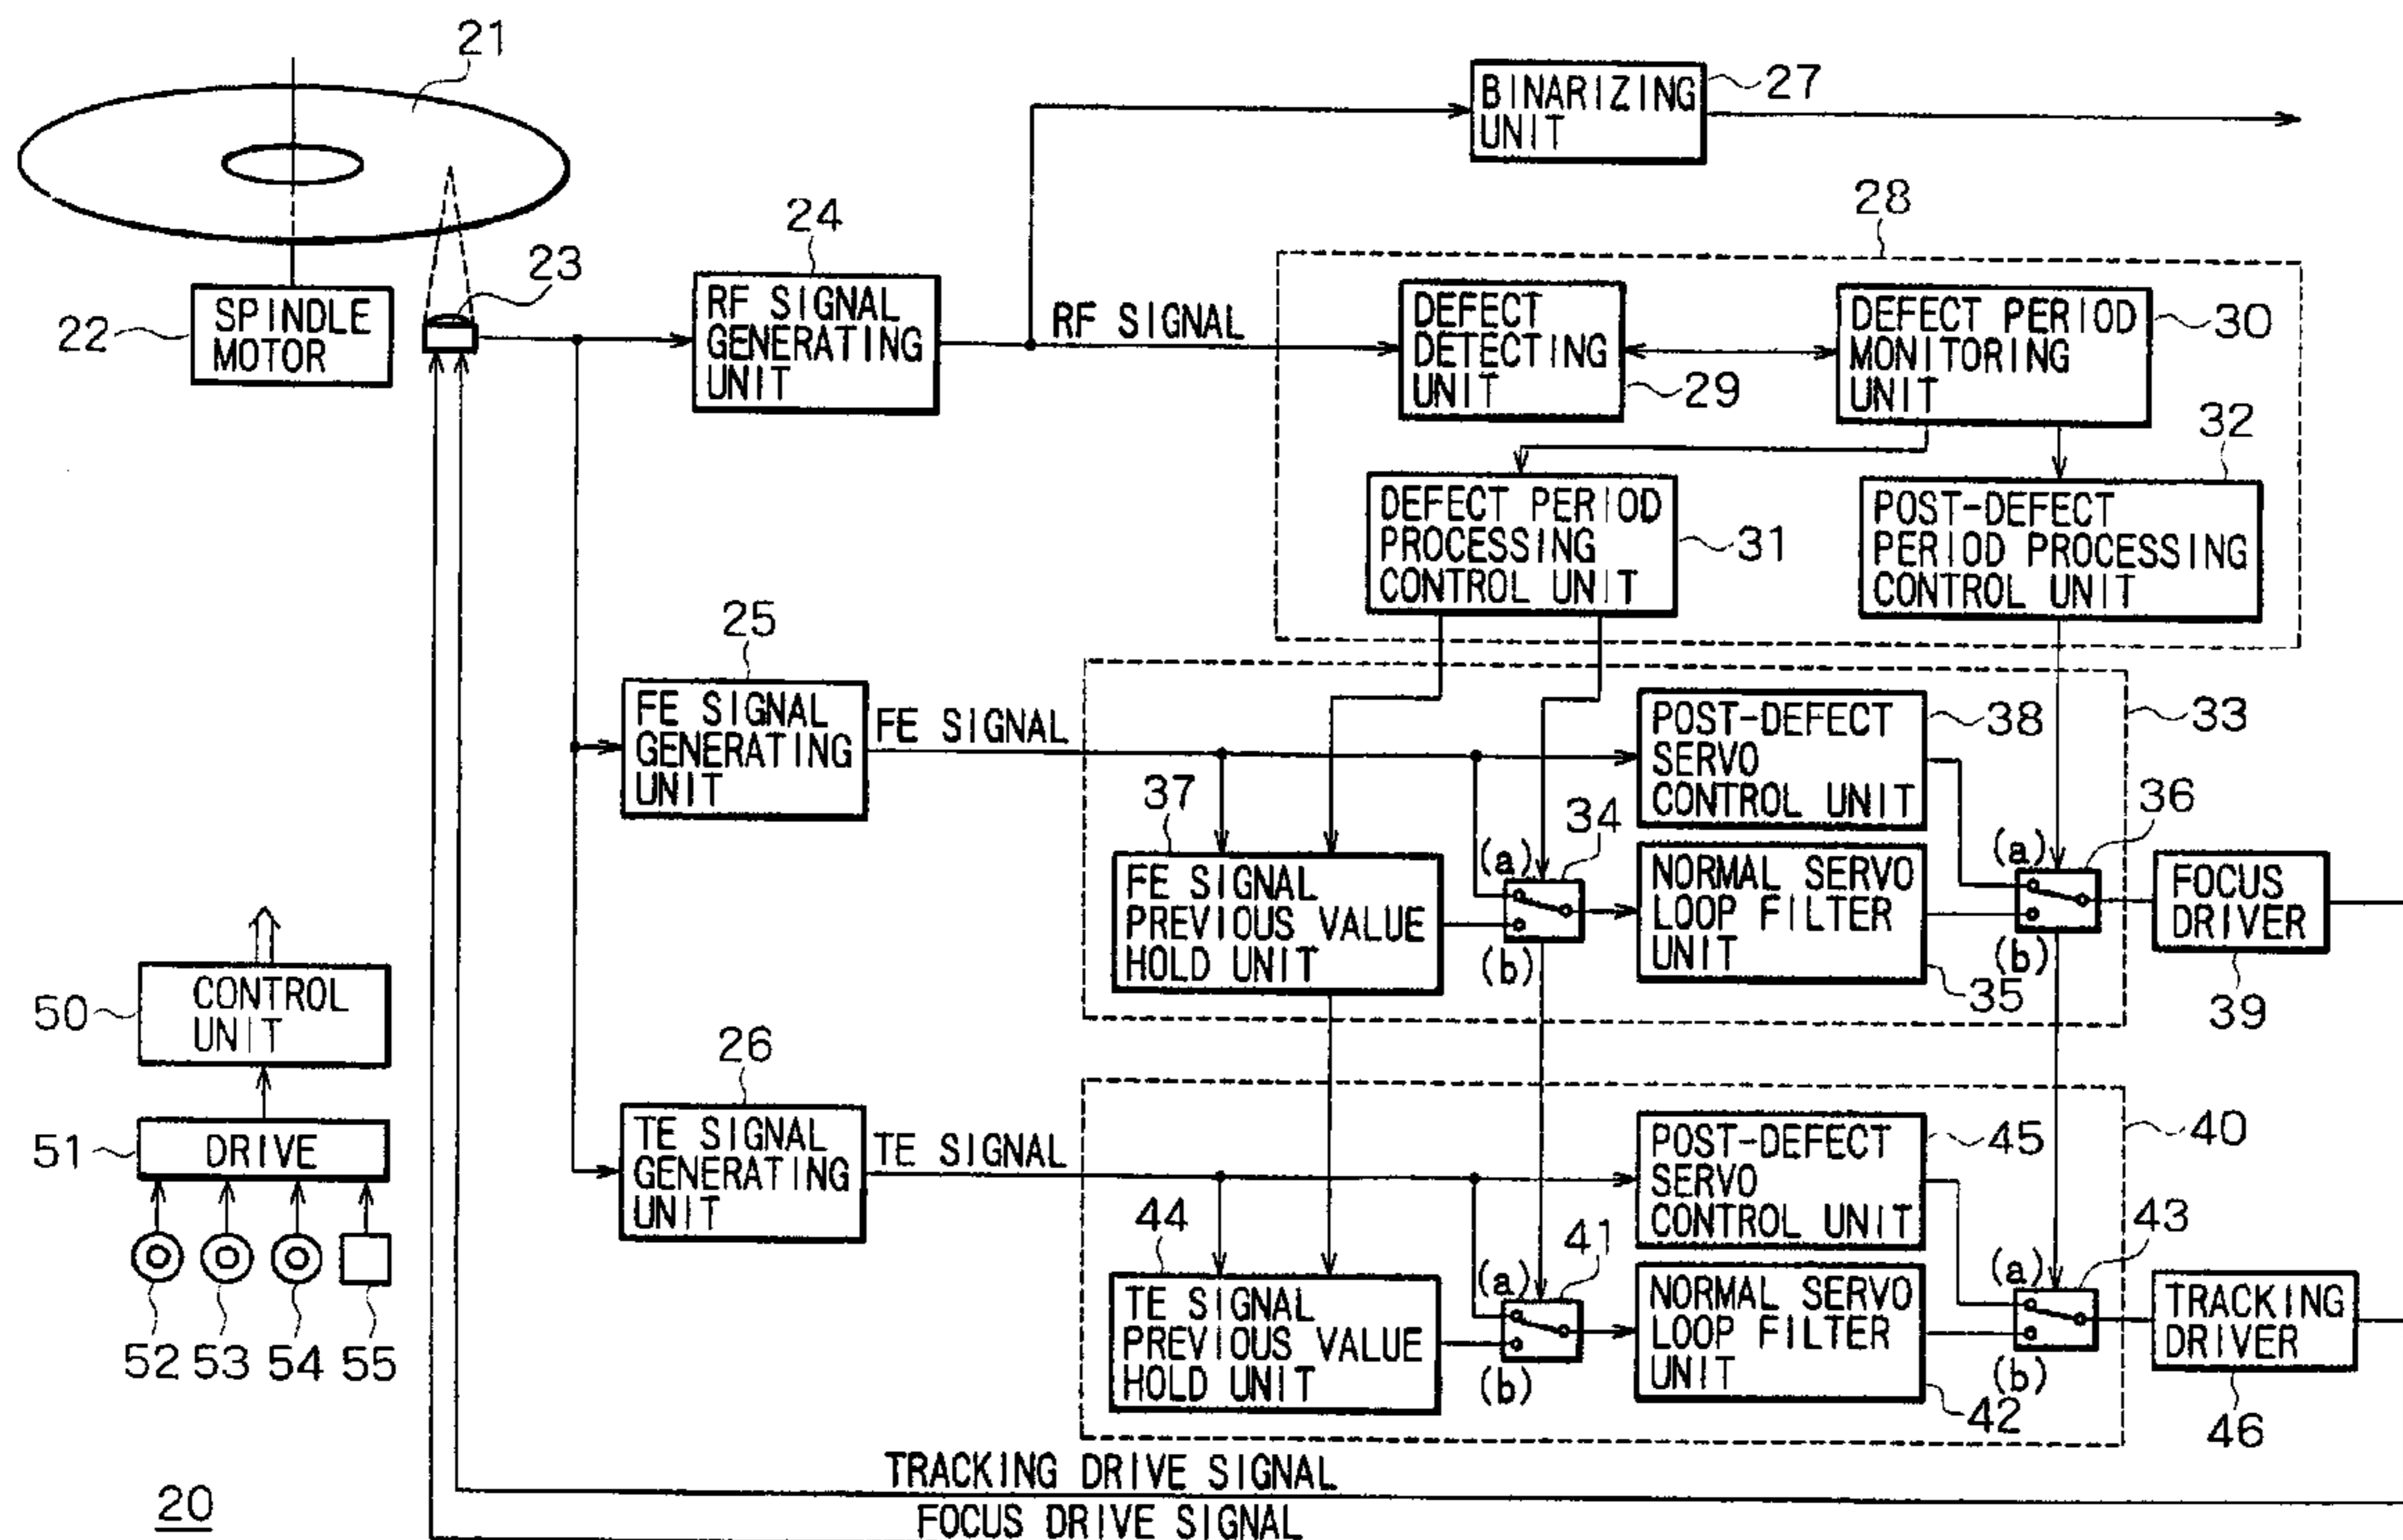 21
BINARIZING
UNIT
27
28
24
23
SPINDLE
MOTOR
22
RF SIGNAL
GENERATING
UNIT
RF SIGNAL
DEFECT
DETECTING
UNIT
29
DEFECT PERIOD
MONITORING
UNIT
30
32
DEFECT PERIOD
PROCESSING
CONTROL UNIT
31
POST-DEFECT
PERIOD PROCESSING
CONTROL UNIT
25
FE SIGNAL
GENERATING
UNIT
FE SIGNAL
POST-DEFECT
SERVO
CONTROL UNIT
38
33
37
34
36
(a)
(a)
FE SIGNAL
PREVIOUS VALUE
HOLD UNIT
NORMAL SERVO
LOOP FILTER
UNIT
FOCUS
DRIVER
(b)
(b)
35
39
CONTROL
UNIT
50
26
DRIVE
51
TE SIGNAL
GENERATING
UNIT
TE SIGNAL
POST-DEFECT
SERVO
CONTROL UNIT
45
40
44
41
43
(a)
(a)
TE SIGNAL
PREVIOUS VALUE
HOLD UNIT
NORMAL SERVO
LOOP FILTER
UNIT
TRACKING
DRIVER
(b)
(b)
42
46
52
53
54
55
TRACKING DRIVE SIGNAL
FOCUS DRIVE SIGNAL
20